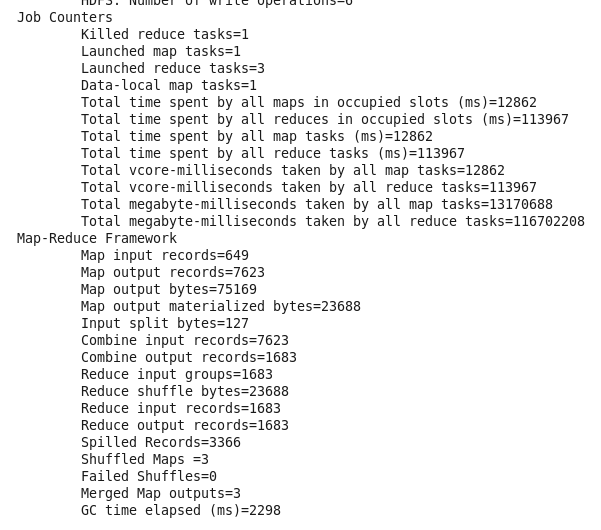 HDFS: Number of write operations=6
Job Counters
Killed reduce tasks=1
Launched map tasks=1
Launched reduce tasks=3
Data-local map tasks=1
Total time spent by all maps in occupied slots (ms)=12862
Total time spent by all reduces in occupied slots (ms)=113967
Total time spent by all map tasks (ms)=12862
Total time spent by all reduce tasks (ms)=113967
Total vcore-milliseconds taken by all map tasks=12862
Total vcore-milliseconds taken by all reduce tasks=113967
Total megabyte-milliseconds taken by all map tasks=13170688
Total megabyte-milliseconds taken by all reduce tasks=116702208
Map-Reduce Framework
Map input records=649
Map output records=7623
Map output bytes=75169
Map output materialized bytes=23688
Input split bytes=127
Combine input records=7623
Combine output records=1683
Reduce input groups=1683
Reduce shuffle bytes=23688
Reduce input records=1683
Reduce output records=1683
Spilled Records=3366
Shuffled Maps =3
Failed Shuffles=0
Merged Map outputs=3
GC time elapsed (ms)=2298